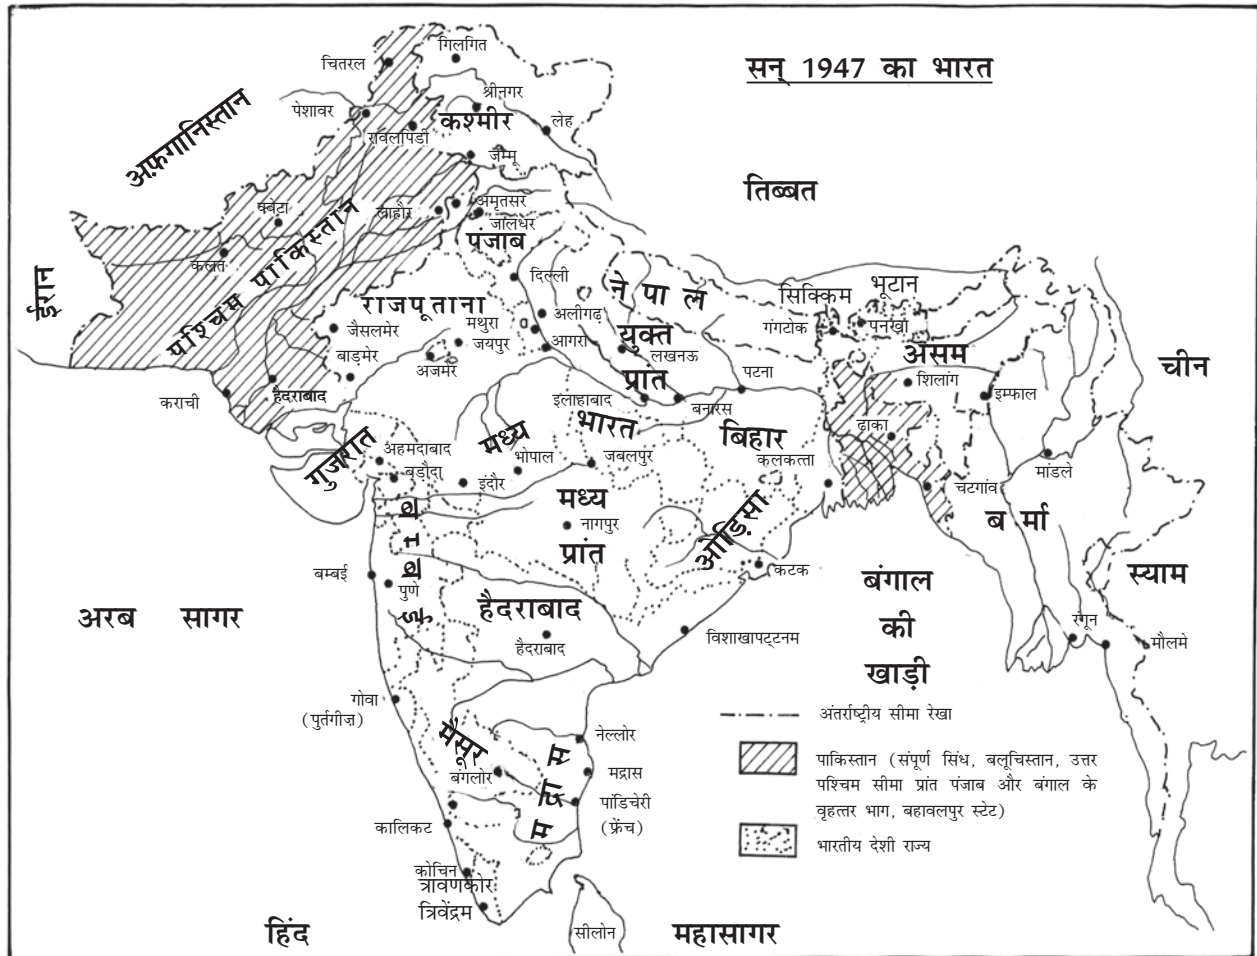 सन् 1947 का भारत
गिलगित
चितरल
श्रीनगर
पेशावर
कश्मीर
लेह
रावलपिंडी
जम्मू
अफ़गानिस्तान
तिब्बत
क्वेटा
लाहौर
अमृतसर
जालंधर
पंजाब
कलत
पश्चिम पाकिस्तान
ईरान
दिल्ली
नेपाल
सिक्किम
भूटान
राजपूताना
अलीगढ़
गंगटोक
पनखा
जैसलमेर
मथुरा
जयपुर
आगरा
युक्त
लखनऊ
असम
बाड़मेर
अजमेर
चीन
प्रांत
पटना
शिलांग
इम्फाल
कराची
हैदराबाद
इलाहाबाद
बनारस
ढाका
गुजरात
अहमदाबाद
मध्य
भारत
बिहार
भोपाल
जबलपुर
कलकत्ता
मांडले
बड़ौदा
इंदौर
चटगांव
मध्य
नागपुर
प्रांत
ओड़िसा
बर्मा
बाबई
बम्बई
पुणे
कटक
बंगाल
की
खाड़ी
स्याम
अरब सागर
हैदराबाद
हैदराबाद
विशाखापट्टनम
रंगून
मौलमे
गोवा
(पुर्तगीज़)
अंतर्राष्ट्रीय सीमा रेखा
मैसूर
नेल्लोर
बंगलोर
मद्रास
मद्रास
पाकिस्तान (संपूर्ण सिंध, बलूचिस्तान, उत्तर
पश्चिम सीमा प्रांत पंजाब और बंगाल के
वृहत्तर भाग, बहावलपुर स्टेट)
पांडिचेरी
(फ्रेंच)
कालिकट
भारतीय देशी राज्य
कोचिन
त्रावणकोर
त्रिवेंद्रम
हिंद
सीलोन
महासागर